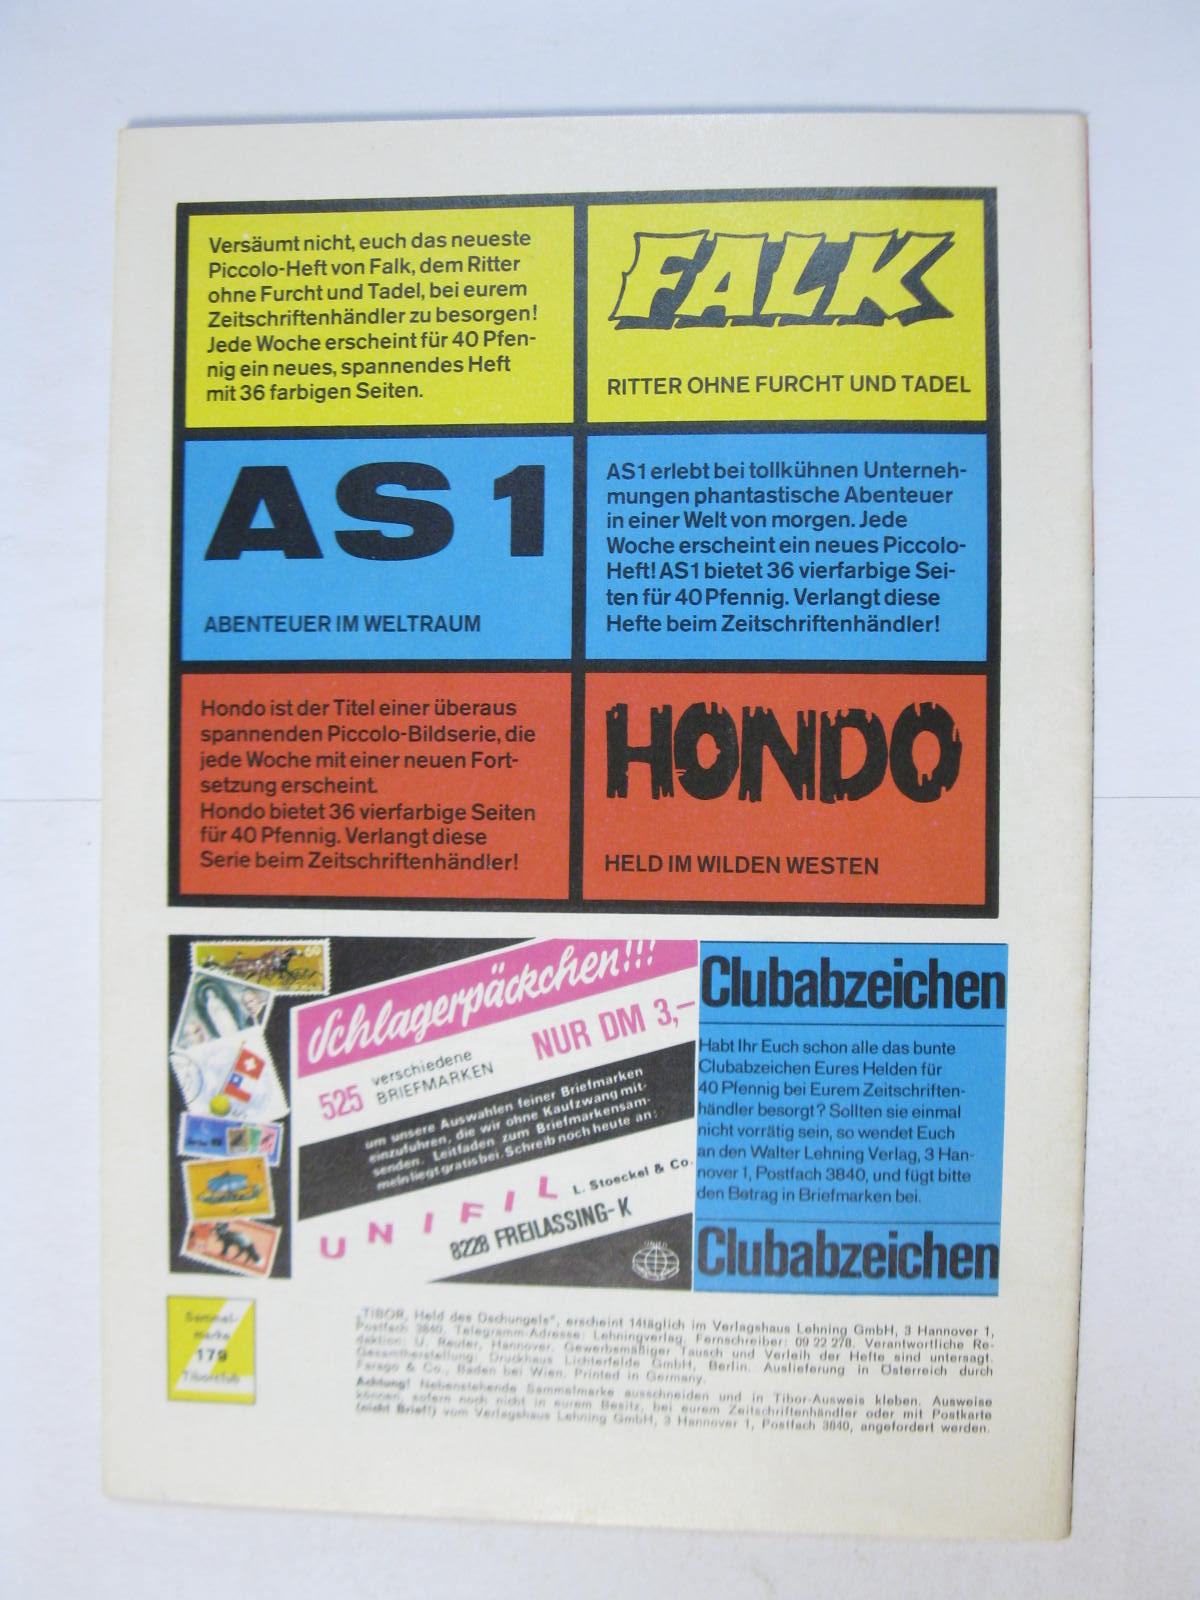 Versäumt nicht, euch das neueste
Piccolo-Heft von Falk, dem Ritter
ohne Furcht und Tadel, bei eurem
Zeitschriftenhändler zu besorgen!
Jede Woche erscheint für 40 Pfen-
nig ein neues, spannendes Heft
mit 36 farbigen Seiten.
FALK
RITTER OHNE FURCHT UND TADEL
AS 1
ABENTEUER IM WELTRAUM
AS1 erlebt bei tollkühnen Unterneh-
mungen phantastische Abenteuer
in einer Welt von morgen. Jede
Woche erscheint ein neues Piccolo-
Heft! AS1 bietet 36 vierfarbige Sei-
ten für 40 Pfennig. Verlangt diese
Hefte beim Zeitschriftenhändler!
Hondo ist der Titel einer überaus
spannenden Piccolo-Bildserie, die
jede Woche mit einer neuen Fort-
setzung erscheint.
Hondo bietet 36 vierfarbige Seiten
für 40 Pfennig. Verlangt diese
Serie beim Zeitschriftenhändler!
HONDO
HELD IM WILDEN WESTEN
60
Schlagerpäckchen!!!
525 verschiedene
BRIEFMARKEN
NUR DM 3,–
um unsere Auswahlen feiner Briefmarken
einzuführen, die wir ohne Kaufzwang mit-
senden. Leitfaden zum Briefmarkensam-
meln liegt gratis bei. Schreib noch heute an:
UNIFIL L. Stoeckel & Co.
8228 FREILASSING-K
Clubabzeichen
Habt Ihr Euch schon alle das bunte
Clubabzeichen Eures Helden für
40 Pfennig bei Eurem Zeitschriften-
händler besorgt? Sollten sie einmal
nicht vorrätig sein, so wendet Euch
an den Walter Lehning Verlag, 3 Han-
nover 1, Postfach 3840, und fügt bitte
den Betrag in Briefmarken bei.
Clubabzeichen
Sammel-
marke
179
Tiborclub
„TIBOR, Held des Dschungels", erscheint 14täglich im Verlagshaus Lehning GmbH, 3 Hannover 1,
Postfach 3840, Telegramm-Adresse: Lehningverlag, Fernschreiber: 09 22 278. Verantwortliche Re-
daktion: U. Reuter, Hannover. Gewerbsmäßiger Tausch und Verleih der Hefte sind untersagt.
Gesamtherstellung: Druckhaus Lichterfelde GmbH, Berlin. Auslieferung in Österreich durch
Farago & Co., Baden bei Wien. Printed in Germany.
Achtung! Nebenstehende Sammelmarke ausschneiden und in Tibor-Ausweis kleben. Ausweise
können, sofern noch nicht in eurem Besitz, bei eurem Zeitschriftenhändler oder mit Postkarte
(nicht Brief!) vom Verlagshaus Lehning GmbH, 3 Hannover 1, Postfach 3840, angefordert werden.